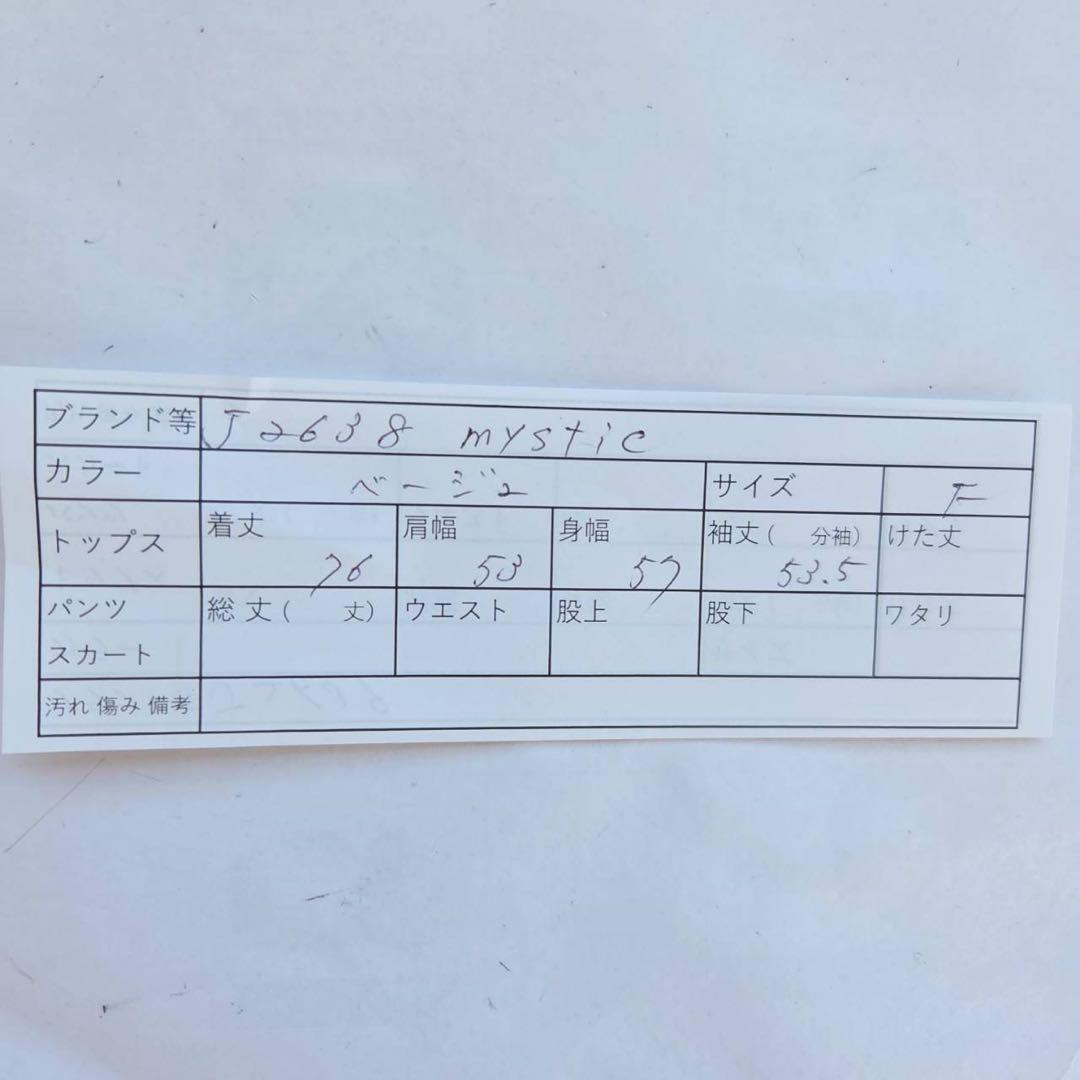 ブランド等 J2638 mystic
カラー ベージュ サイズ F
トップス 着丈 76 肩幅 53 身幅 57 袖丈( 分袖) 53.5 けた丈
パンツ スカート 総丈( 丈) ウエスト 股上 股下 ワタリ
汚れ 傷み 備考